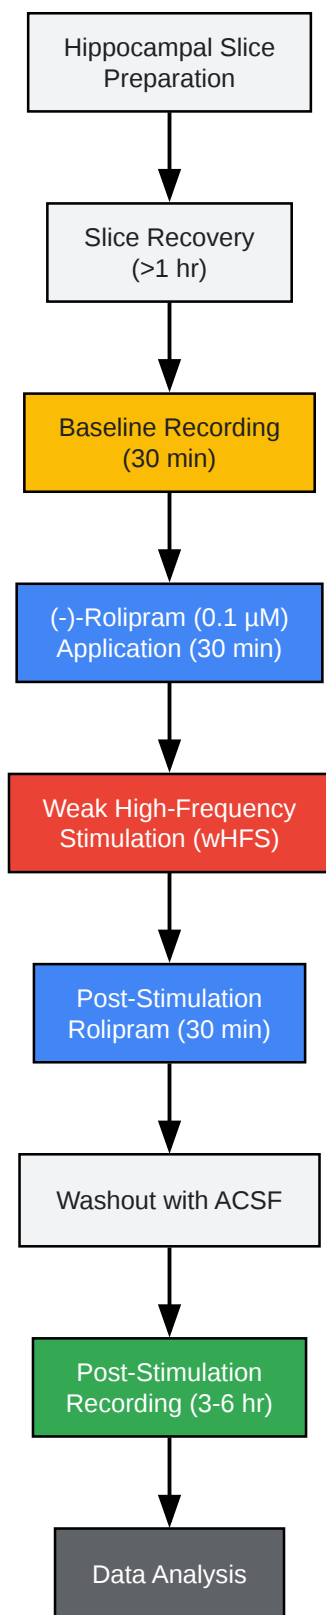 Hippocampal Slice
Preparation
Slice Recovery
(>1 hr)
Baseline Recording
(30 min)
(-)-Rolipram (0.1 µM)
Application (30 min)
Weak High-Frequency
Stimulation (wHFS)
Post-Stimulation
Rolipram (30 min)
Washout with ACSF
Post-Stimulation
Recording (3-6 hr)
Data Analysis